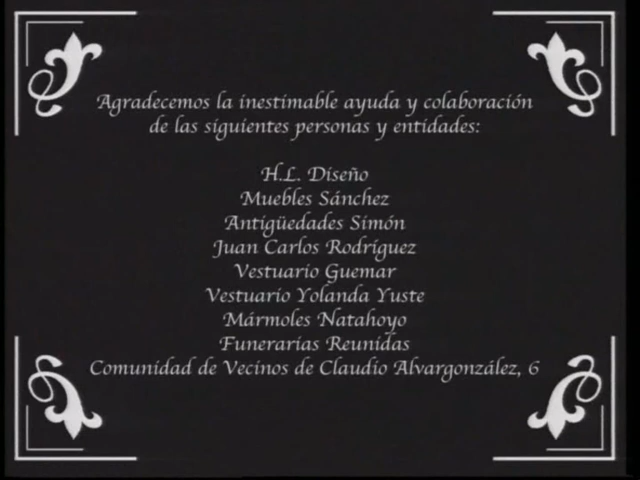 Agradecemos la inestimable ayuda y colaboración
de las siguientes personas y entidades:
H.L. Diseño
Muebles Sánchez
Antigüedades Simón
Juan Carlos Rodríguez
Vestuario Guemar
Vestuario Yolanda Yuste
Mármoles Natahoyo
Funerarias Reunidas
Comunidad de Vecinos de Claudio Alvargonzález, 6